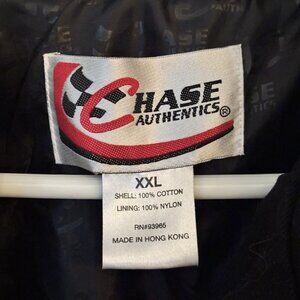 CHASE
AUTHENTICS®
XXL
SHELL: 100% COTTON
LINING: 100% NYLON
RN#93965
MADE IN HONG KONG